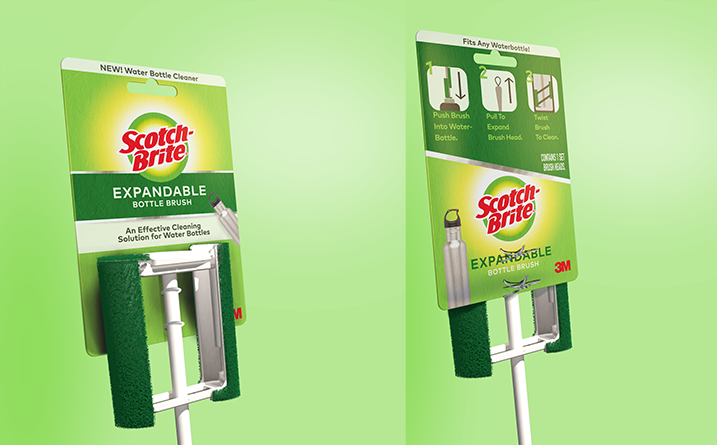 NEW! Water Bottle Cleaner
Scotch-
Brite
EXPANDABLE
BOTTLE BRUSH
An Effective Cleaning
Solution for Water Bottles
Fits Any Waterbottle!
1
2
Push Brush
Into Water-
Bottle.
Pull To
Expand
Brush Head.
Twist
Brush
To Clean.
CONTAINS 1 SET
BRUSH HEADS.
Scotch-
Brite
EXPANDABLE
BOTTLE BRUSH
3M